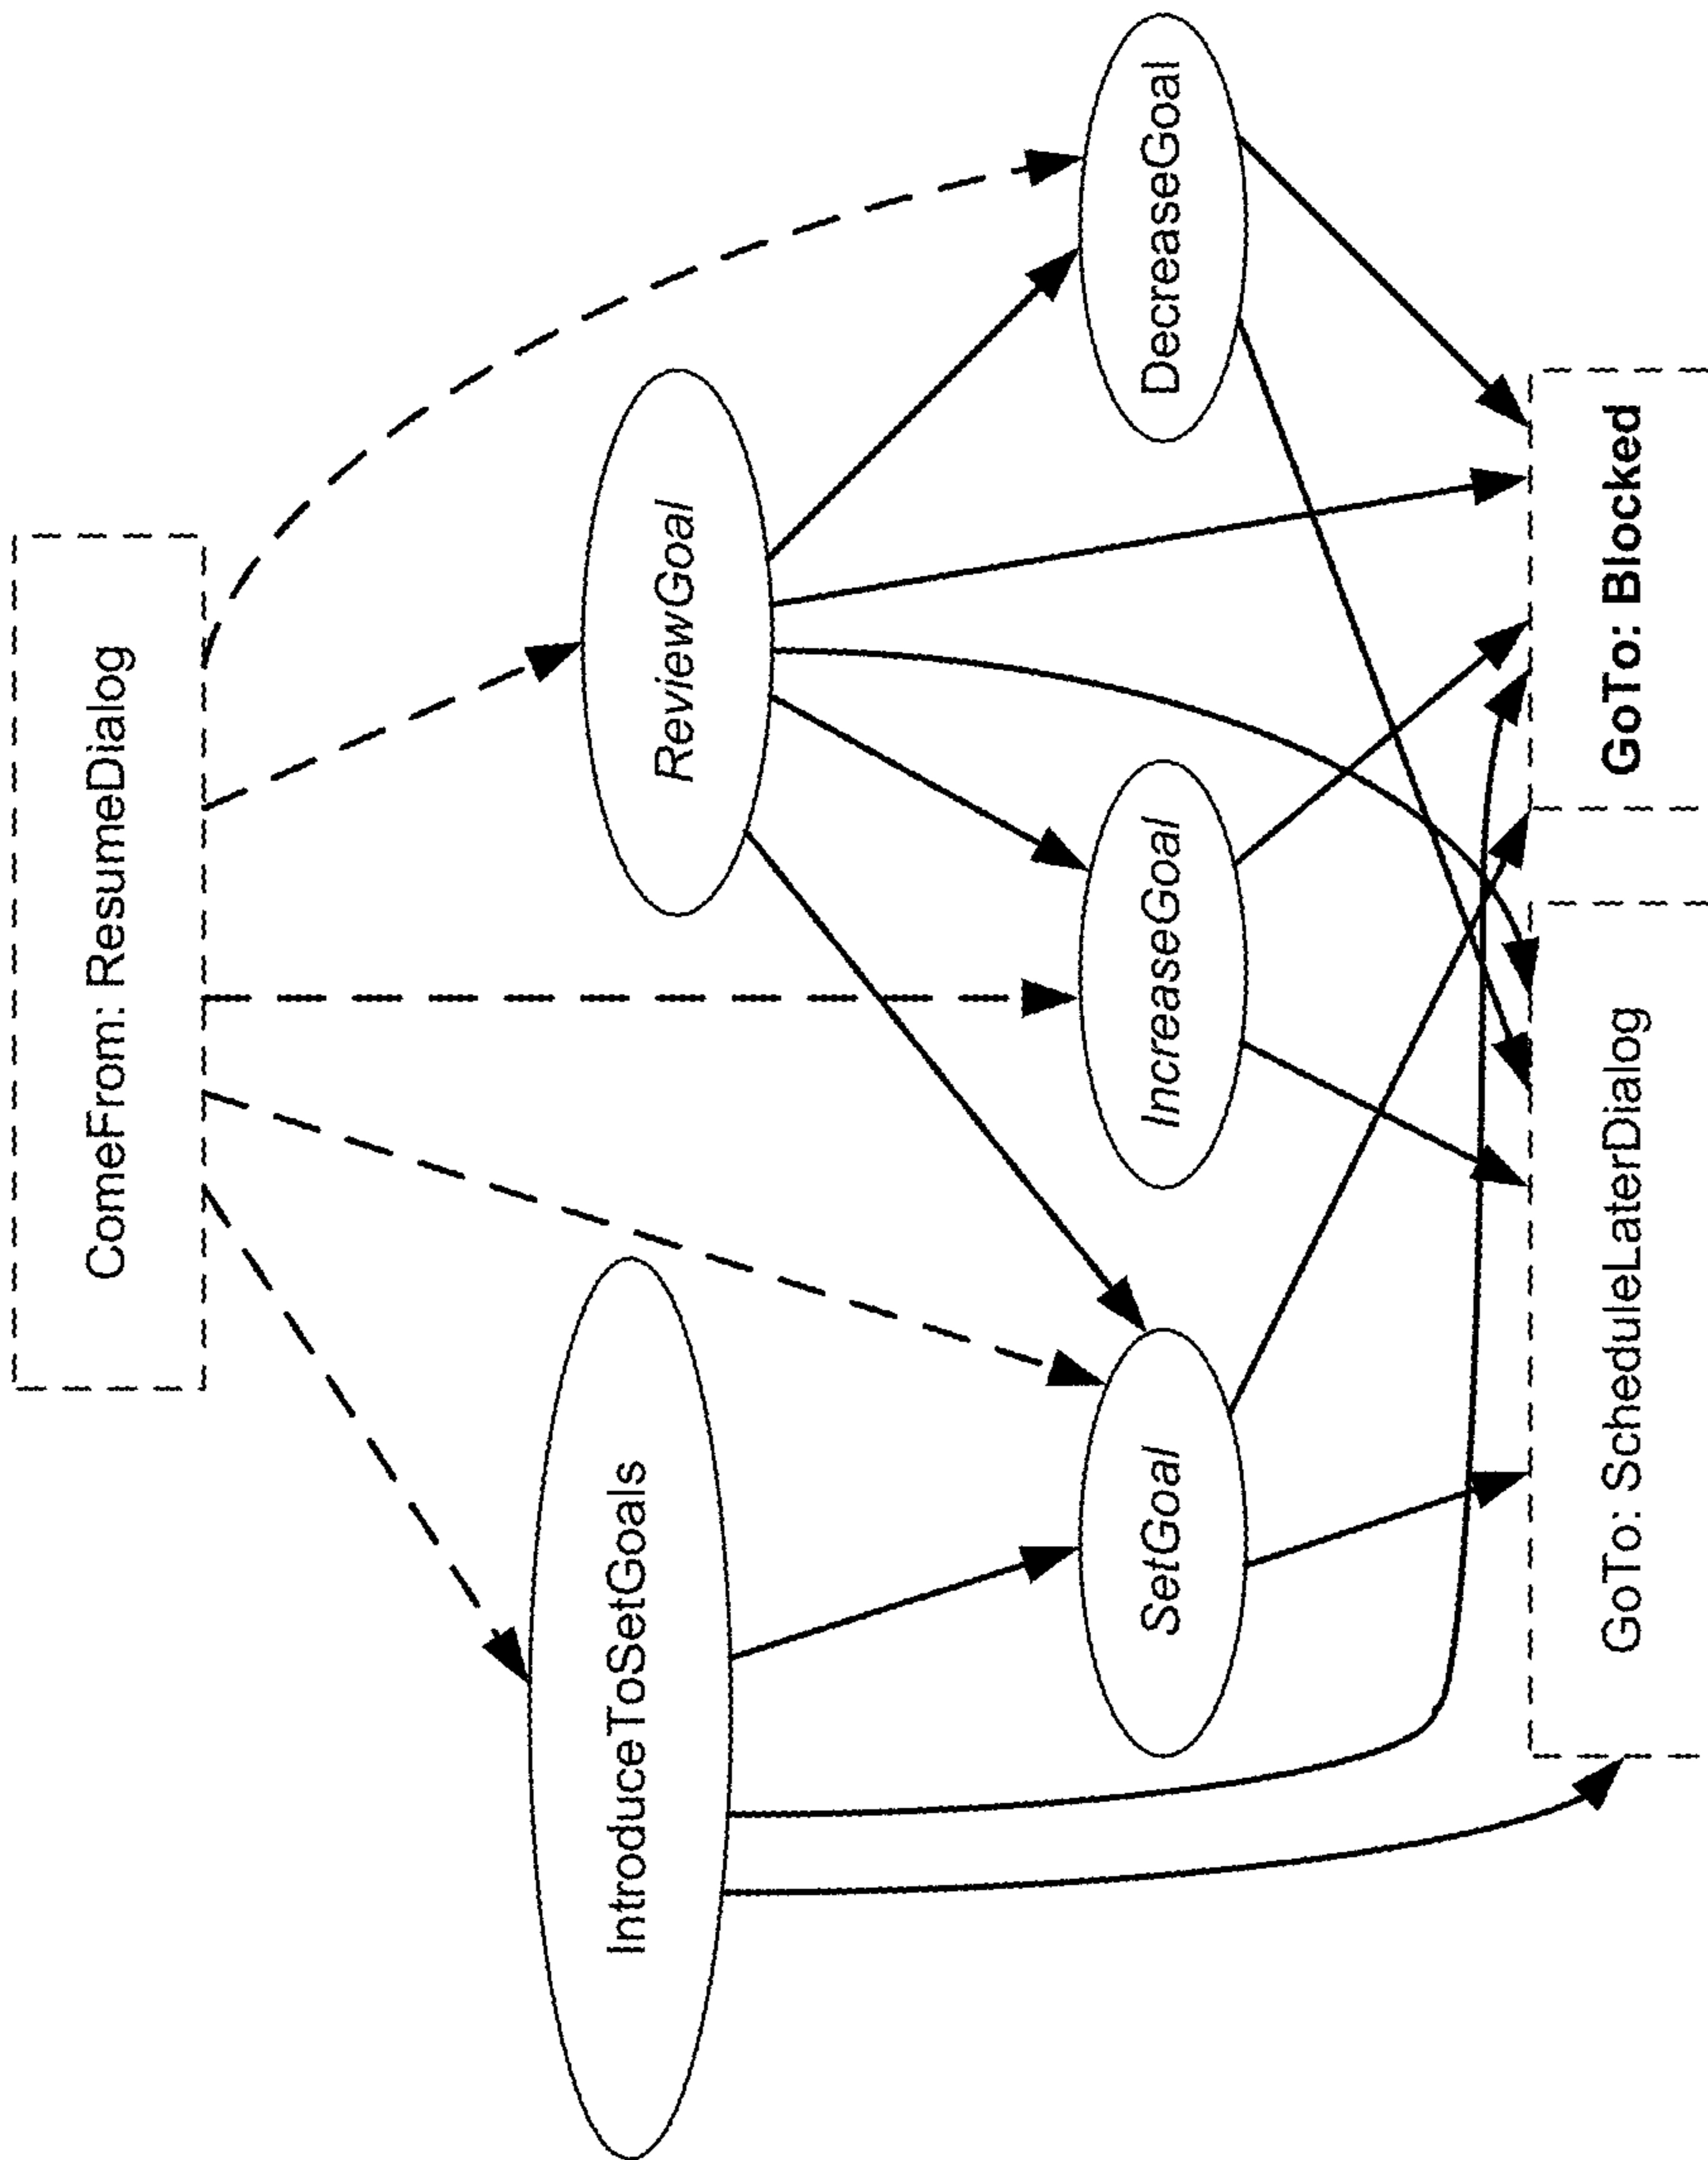 ComeFrom: ResumeDialog
IntroduceToSetGoals
ReviewGoal
SetGoal
IncreaseGoal
DecreaseGoal
GoTo: ScheduleLaterDialog
GoTo: Blocked